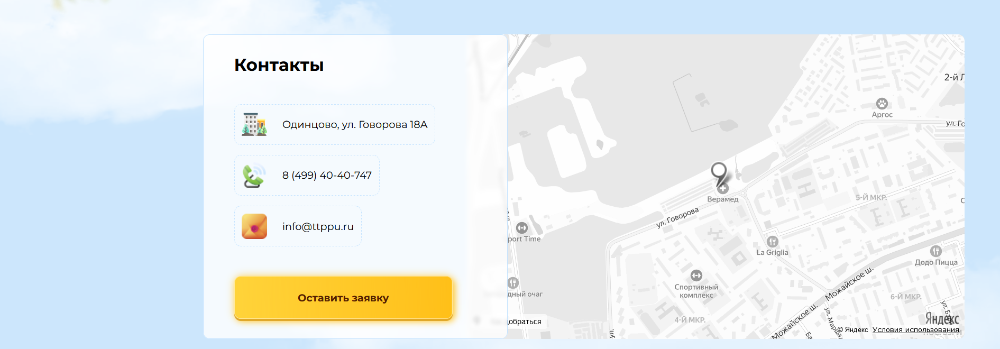 Контакты
Одинцово, ул. Говорова 18А
8 (499) 40-40-747
info@ttppu.ru
Оставить заявку
2-й Л
Аргос
ул. Го
Верамед
5-Й МКР.
ул. Говорова
port Time
La Griglia
Додо Пицца
Спортивный
комплекс
дный очаг
Можайское ш.
6-Й МКР.
4-Й МКР.
добраться
Можайское ш.
ул. Маршал
ул.
Яндекс
© Яндекс Условия использования